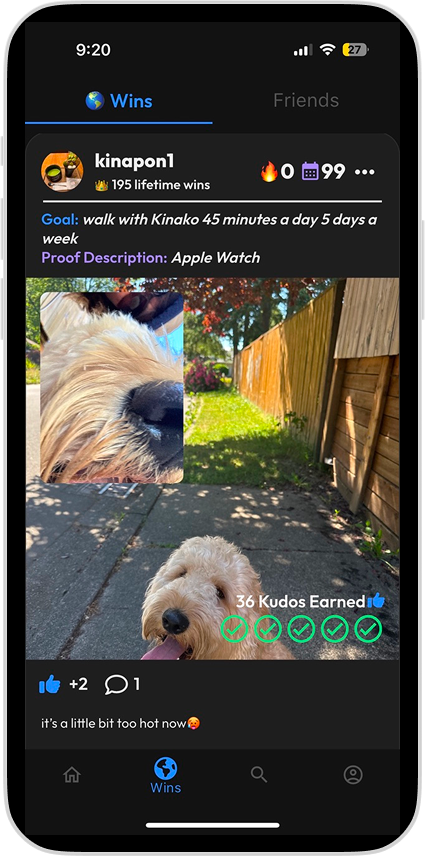 9:20
27
Wins
Friends
kinapon1
195 lifetime wins
0
99
Goal: walk with Kinako 45 minutes a day 5 days a
week
Proof Description: Apple Watch
36 Kudos Earned
+2
1
it's a little bit too hot now
Wins